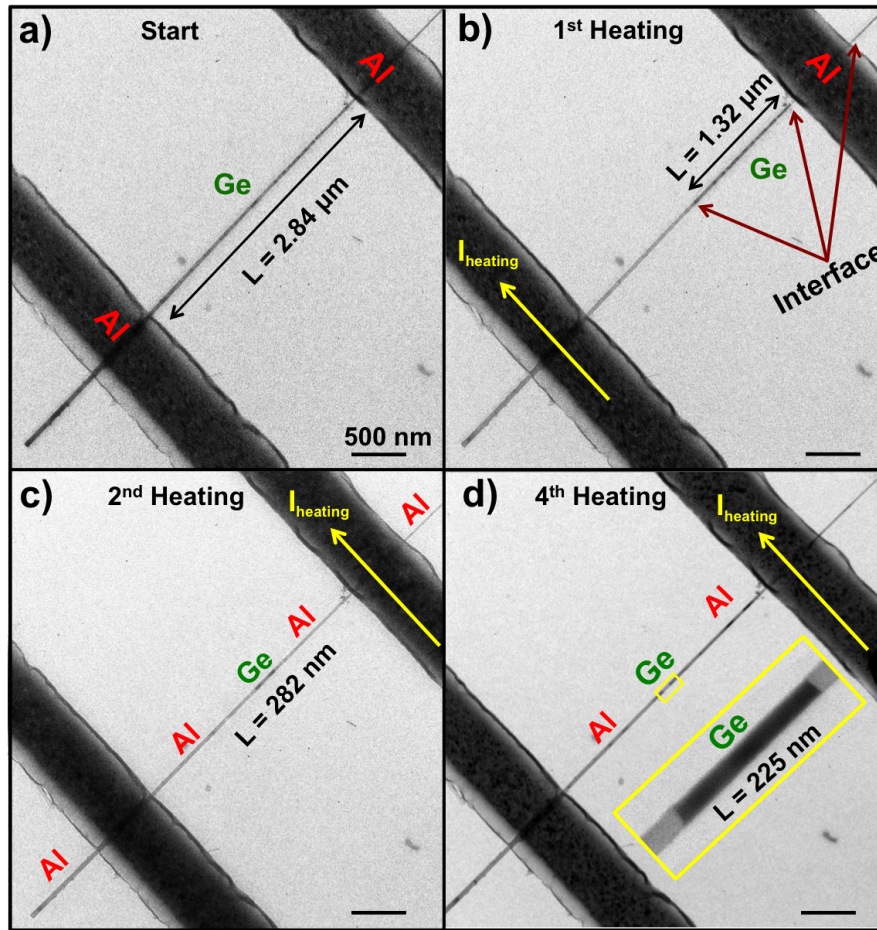 a)
Start
Al
Ge
L = 2.84 µm
Al
500 nm
b)
1st Heating
Al
L = 1.32 µm
Ge
Iheating
Interface
c)
2nd Heating
Iheating
Al
Al
Ge
L = 282 nm
Al
Al
d)
4th Heating
Iheating
Al
Ge
Al
Ge
L = 225 nm